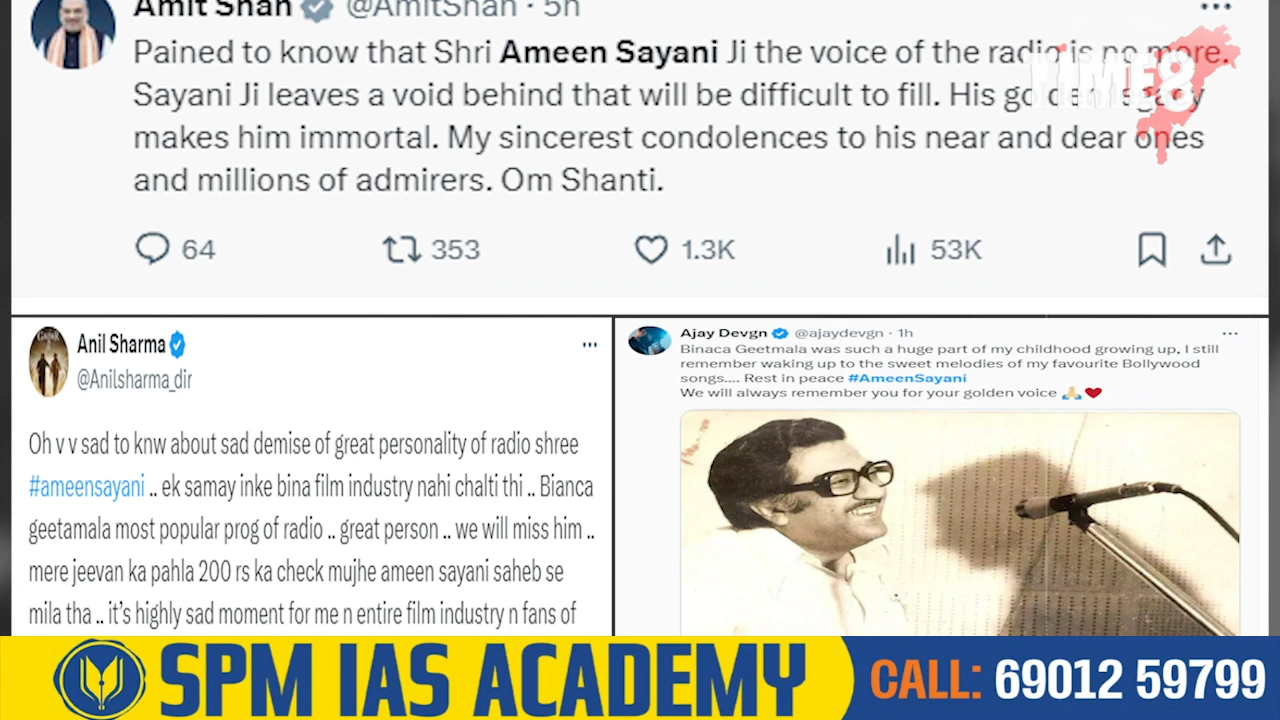 Amit Shah @AmitShah · 5h
Pained to know that Shri Ameen Sayani Ji the voice of the radio is no more.
Sayani Ji leaves a void behind that will be difficult to fill. His golden legacy
makes him immortal. My sincerest condolences to his near and dear ones
and millions of admirers. Om Shanti.
64 353 1.3K 53K
TIME8
Anil Sharma
@Anilsharma_dir
Oh v v sad to knw about sad demise of great personality of radio shree
#ameensayani .. ek samay inke bina film industry nahi chalti thi .. Bianca
geetamala most popular prog of radio .. great person .. we will miss him ..
mere jeevan ka pahla 200 rs ka check mujhe ameen sayani saheb se
mila tha .. it's highly sad moment for me n entire film industry n fans of
Ajay Devgn @ajaydevgn · 1h
Binaca Geetmala was such a huge part of my childhood growing up, I still
remember waking up to the sweet melodies of my favourite Bollywood
songs.... Rest in peace #AmeenSayani
We will always remember you for your golden voice 🙏❤️
SPM IAS ACADEMY
CALL: 69012 59799